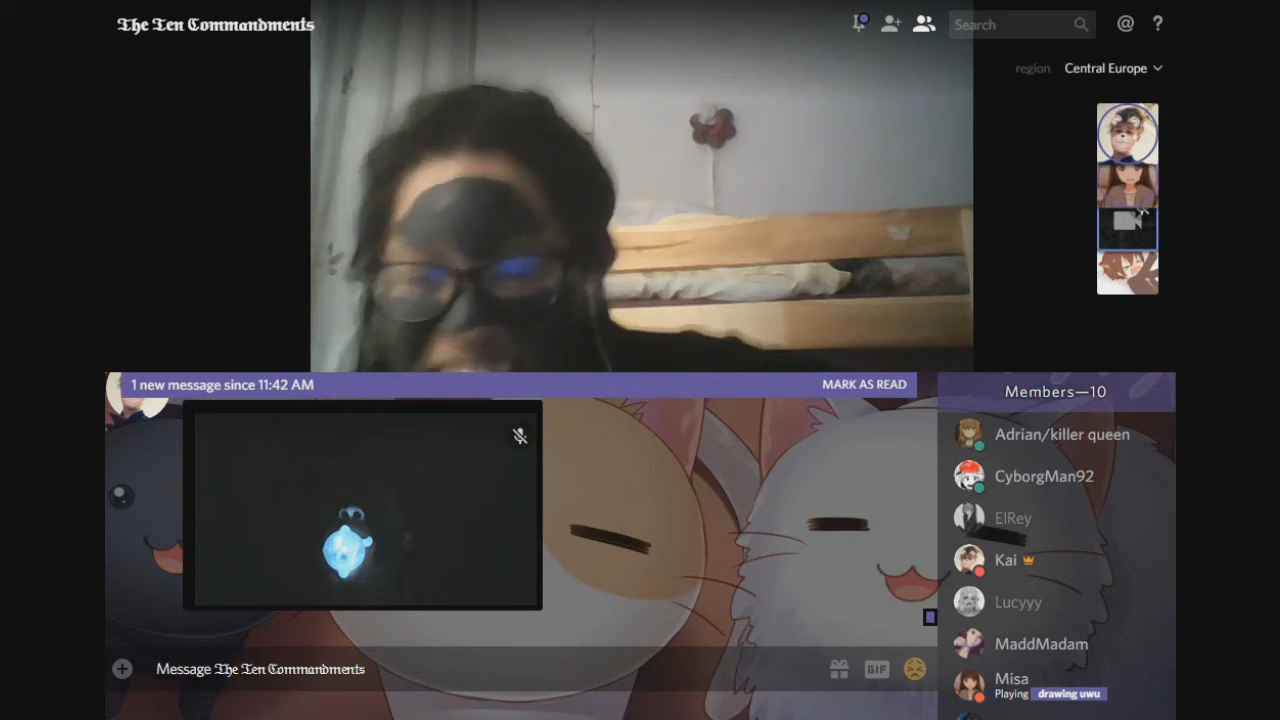 The Ten Commandments
Search
@
?
region
Central Europe
1 new message since 11:42 AM
MARK AS READ
Members—10
Adrian/killer queen
CyborgMan92
ElRey
Kai
Lucyyy
MaddMadam
Misa
Playing drawing uwu
Message The Ten Commandments
GIF